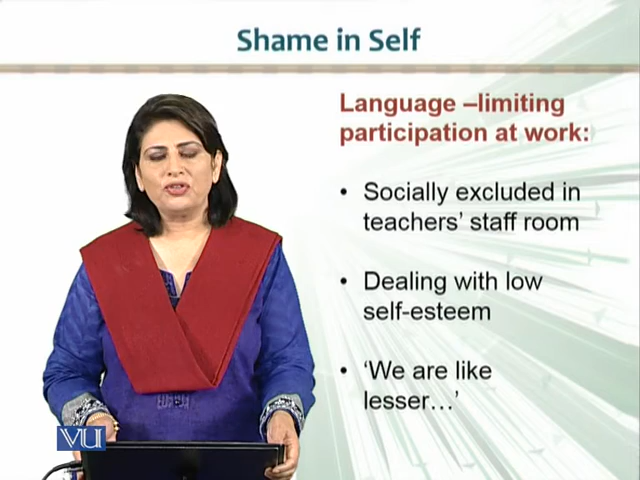 Shame in Self
Language –limiting
participation at work:
• Socially excluded in
teachers’ staff room
• Dealing with low
self-esteem
• ‘We are like
lesser…’
VU